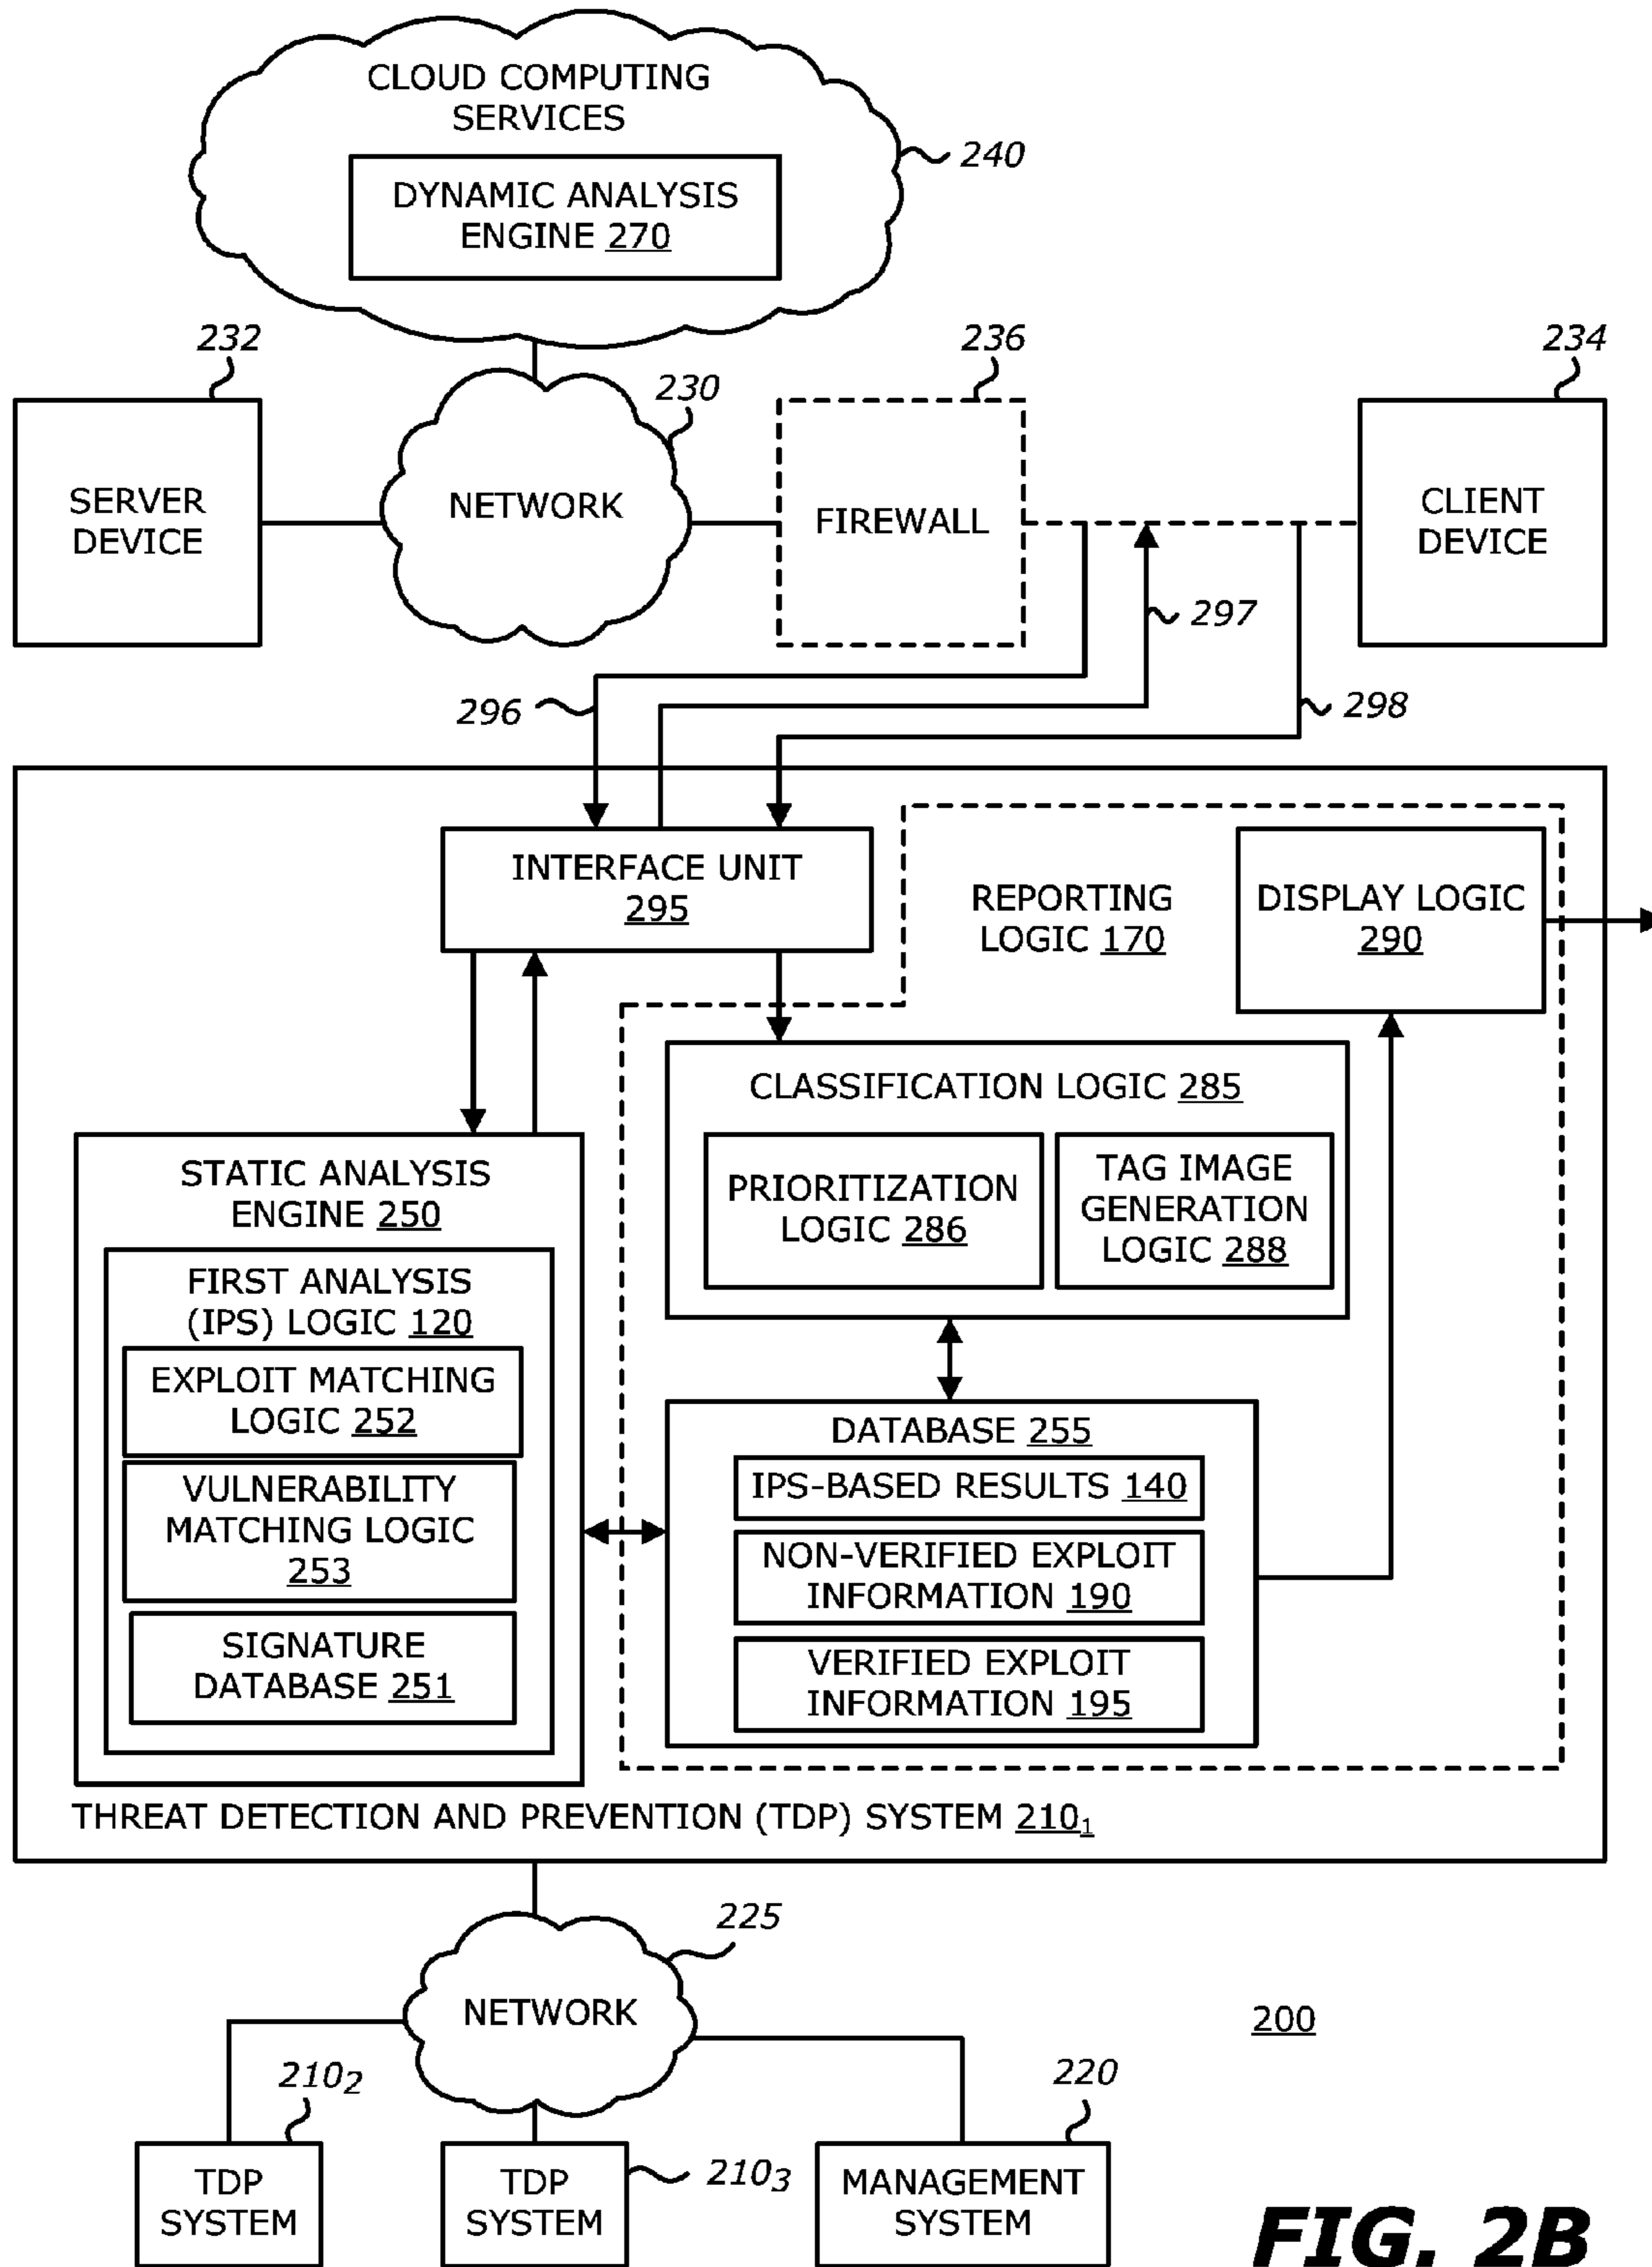 CLOUD COMPUTING
SERVICES
240
DYNAMIC ANALYSIS
ENGINE 270
232
236
234
230
SERVER
DEVICE
NETWORK
FIREWALL
CLIENT
DEVICE
297
296
298
INTERFACE UNIT
295
REPORTING
LOGIC 170
DISPLAY LOGIC
290
CLASSIFICATION LOGIC 285
PRIORITIZATION
LOGIC 286
TAG IMAGE
GENERATION
LOGIC 288
STATIC ANALYSIS
ENGINE 250
FIRST ANALYSIS
(IPS) LOGIC 120
EXPLOIT MATCHING
LOGIC 252
VULNERABILITY
MATCHING LOGIC
253
SIGNATURE
DATABASE 251
DATABASE 255
IPS-BASED RESULTS 140
NON-VERIFIED EXPLOIT
INFORMATION 190
VERIFIED EXPLOIT
INFORMATION 195
THREAT DETECTION AND PREVENTION (TDP) SYSTEM 210₁
225
NETWORK
200
210₂
220
TDP
SYSTEM
TDP
SYSTEM
210₃
MANAGEMENT
SYSTEM
FIG. 2B